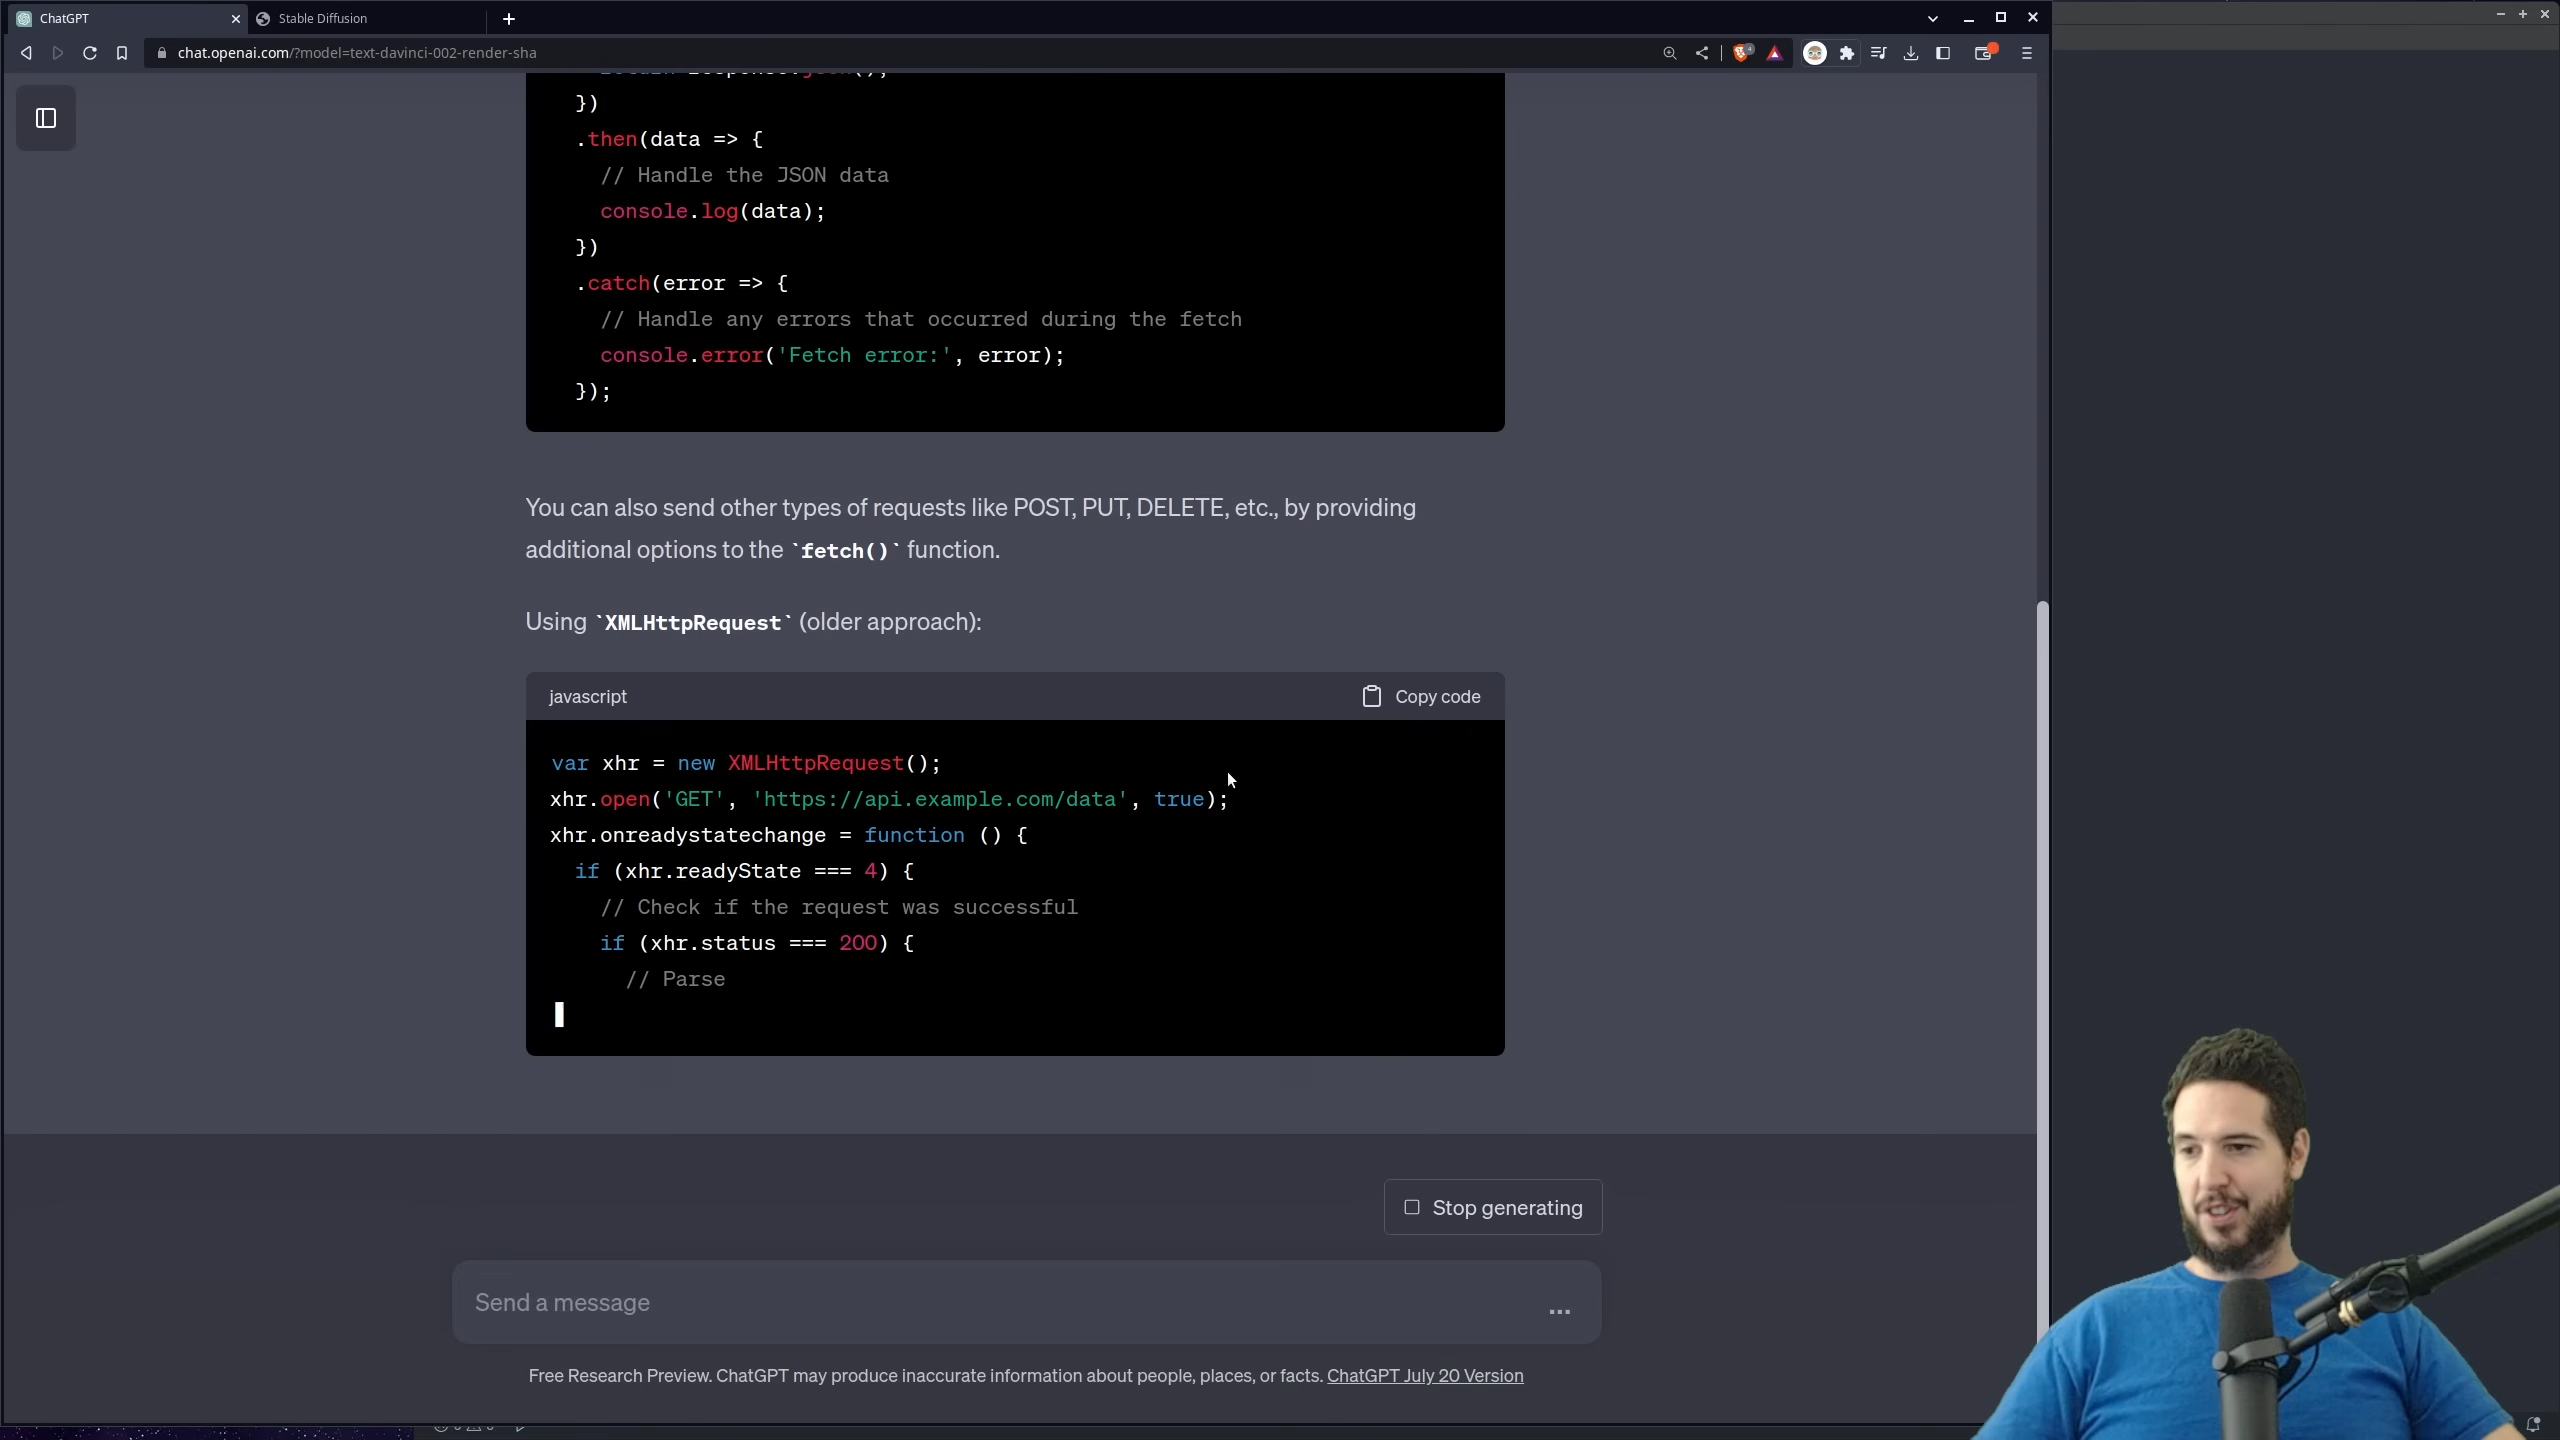 ChatGPT
Stable Diffusion
chat.openai.com/?model=text-davinci-002-render-sha
})
.then(data => {
// Handle the JSON data
console.log(data);
})
.catch(error => {
// Handle any errors that occurred during the fetch
console.error('Fetch error:', error);
});
You can also send other types of requests like POST, PUT, DELETE, etc., by providing
additional options to the `fetch()` function.
Using `XMLHttpRequest` (older approach):
javascript
Copy code
var xhr = new XMLHttpRequest();
xhr.open('GET', 'https://api.example.com/data', true);
xhr.onreadystatechange = function () {
if (xhr.readyState === 4) {
// Check if the request was successful
if (xhr.status === 200) {
// Parse
Stop generating
Send a message
Free Research Preview. ChatGPT may produce inaccurate information about people, places, or facts. ChatGPT July 20 Version